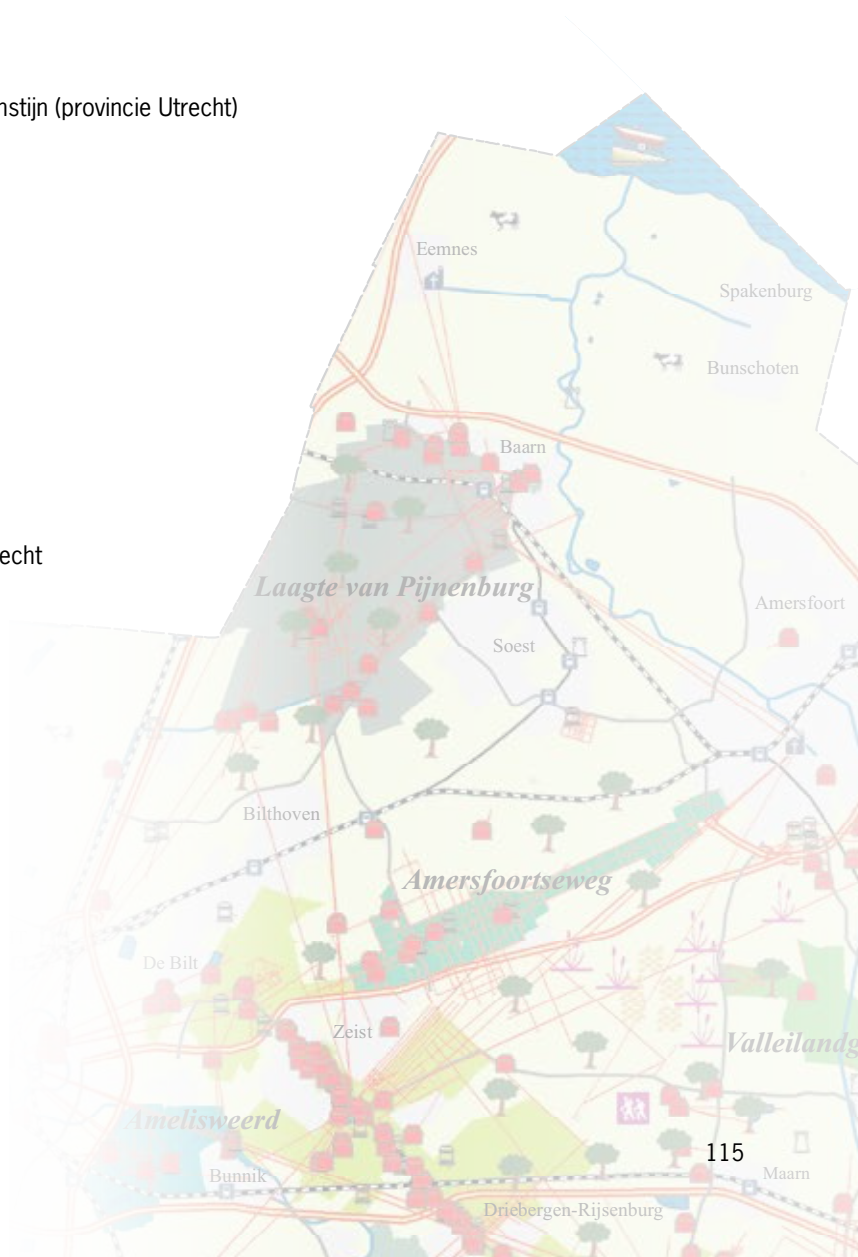 nstijn (provincie Utrecht)
Eemnes
Spakenburg
Bunschoten
Baarn
echt
Laagte van Pijnenburg
Amersfoort
Soest
Bilthoven
Amersfoortseweg
De Bilt
Zeist
Valleilandg
Amelisweerd
115
Bunnik
Maarn
Driebergen-Rijsenburg